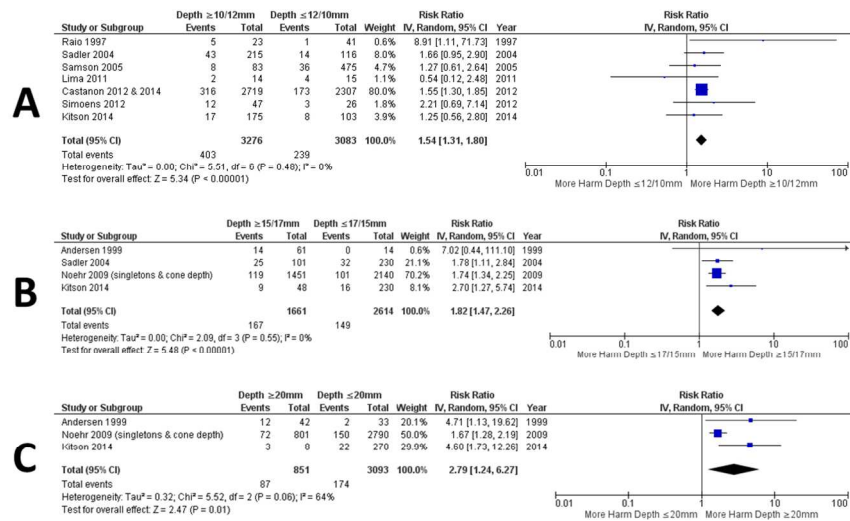 A
Depth ≥10/12mm Depth ≤12/10mm Risk Ratio Risk Ratio
Study or Subgroup Events Total Events Total Weight IV, Random, 95% CI Year IV, Random, 95% CI
Raio 1997 5 23 1 41 0.6% 8.91 [1.11, 71.73] 1997
Sadler 2004 43 215 14 116 8.0% 1.66 [0.95, 2.90] 2004
Samson 2005 8 83 36 475 5.1% 1.27 [0.61, 2.64] 2005
Lima 2011 2 14 4 15 1.2% 0.54 [0.12, 2.48] 2011
Castanon 2012 & 2014 316 2719 173 2307 80.2% 1.55 [1.30, 1.85] 2012
Simoens 2012 12 47 3 26 2.1% 2.21 [0.69, 7.14] 2012
Kitson 2014 17 175 8 103 3.9% 1.25 [0.56, 2.80] 2014
Total (95% CI) 3276 3083 100.0% 1.54 [1.31, 1.80]
Total events 403 239
Heterogeneity: Tau² = 0.00; Chi² = 5.51, df = 6 (P = 0.48); I² = 0%
Test for overall effect: Z = 5.34 (P < 0.00001)
0.01 0.1 1 10 100
More Harm Depth ≤12/10mm More Harm Depth ≥10/12mm
B
Depth ≥15/17mm Depth ≤17/15mm Risk Ratio Risk Ratio
Study or Subgroup Events Total Events Total Weight IV, Random, 95% CI Year IV, Random, 95% CI
Andersen 1999 14 61 0 14 0.6% 7.02 [0.44, 111.10] 1999
Sadler 2004 25 101 32 230 21.1% 1.78 [1.11, 2.84] 2004
Noehr 2009 (singletons & cone depth) 119 1451 101 2140 70.2% 1.74 [1.34, 2.25] 2009
Kitson 2014 9 48 16 230 8.1% 2.70 [1.27, 5.74] 2014
Total (95% CI) 1661 2614 100.0% 1.82 [1.47, 2.26]
Total events 167 149
Heterogeneity: Tau² = 0.00; Chi² = 2.09, df = 3 (P = 0.55); I² = 0%
Test for overall effect: Z = 5.48 (P < 0.00001)
0.01 0.1 1 10 100
More Harm Depth ≤17/15mm More Harm Depth ≥15/17mm
C
Depth ≥20mm Depth ≤20mm Risk Ratio Risk Ratio
Study or Subgroup Events Total Events Total Weight IV, Random, 95% CI Year IV, Random, 95% CI
Andersen 1999 12 42 2 33 20.1% 4.71 [1.13, 19.62] 1999
Noehr 2009 (singletons & cone depth) 72 801 150 2790 50.0% 1.67 [1.28, 2.19] 2009
Kitson 2014 3 8 22 270 29.9% 4.60 [1.73, 12.26] 2014
Total (95% CI) 851 3093 100.0% 2.79 [1.24, 6.27]
Total events 87 174
Heterogeneity: Tau² = 0.32; Chi² = 5.52, df = 2 (P = 0.06); I² = 64%
Test for overall effect: Z = 2.47 (P = 0.01)
0.01 0.1 1 10 100
More Harm Depth ≤20mm More Harm Depth ≥20mm